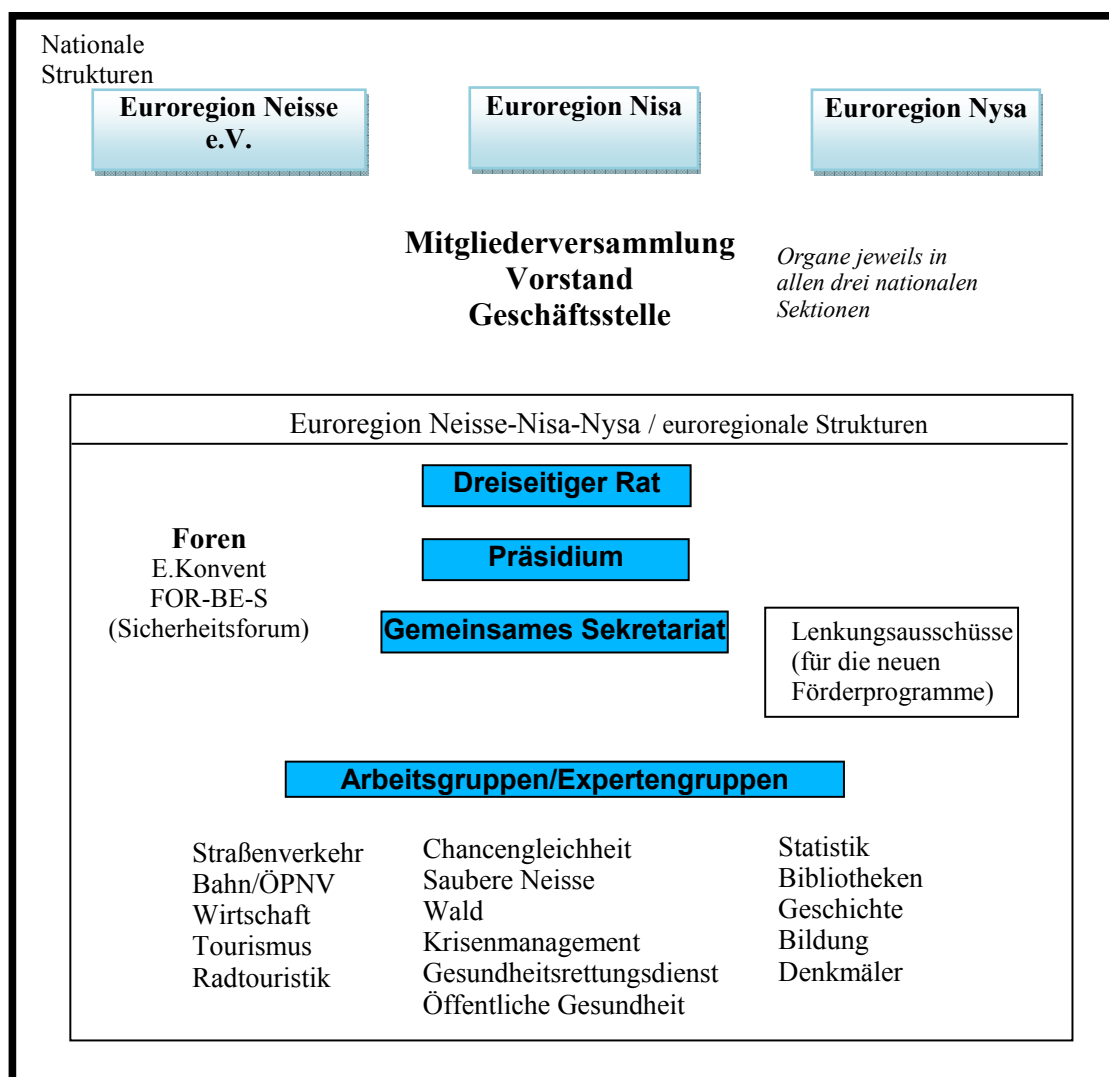 Nationale
Strukturen
Euroregion Neisse
e.V.
Euroregion Nisa
Euroregion Nysa
Mitgliederversammlung
Vorstand
Geschäftsstelle
Organe jeweils in
allen drei nationalen
Sektionen
Euroregion Neisse-Nisa-Nysa / euroregionale Strukturen
Dreiseitiger Rat
Foren
E.Konvent
FOR-BE-S
(Sicherheitsforum)
Präsidium
Gemeinsames Sekretariat
Lenkungsausschüsse
(für die neuen
Förderprogramme)
Arbeitsgruppen/Expertengruppen
Straßenverkehr
Bahn/ÖPNV
Wirtschaft
Tourismus
Radtouristik
Chancengleichheit
Saubere Neisse
Wald
Krisenmanagement
Gesundheitsrettungsdienst
Öffentliche Gesundheit
Statistik
Bibliotheken
Geschichte
Bildung
Denkmäler